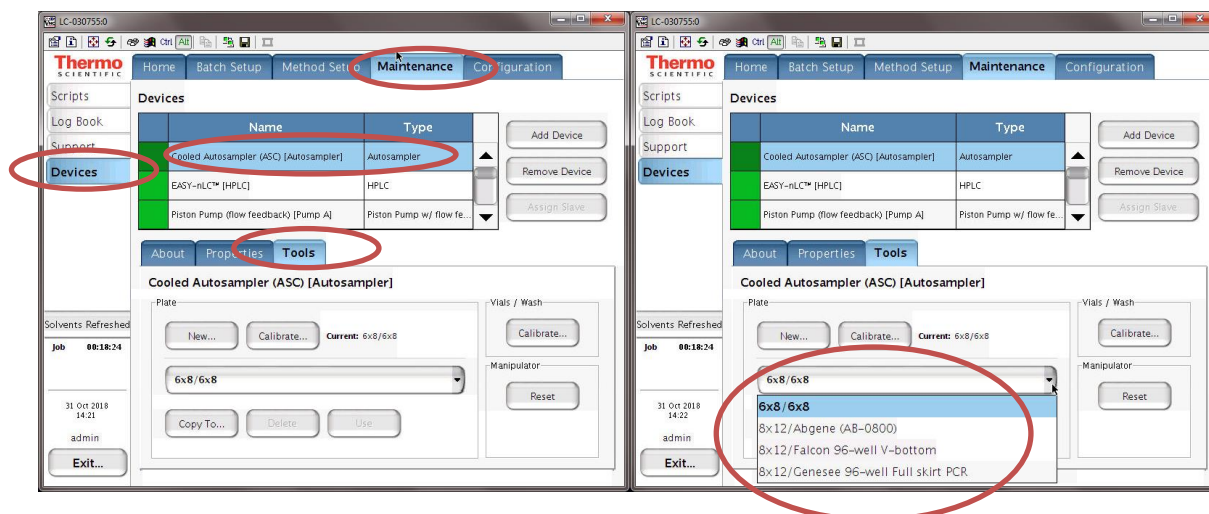 LC-030755:0
Ctrl Alt
Thermo
SCIENTIFIC
Home Batch Setup Method Setup Maintenance Configuration
Scripts
Log Book
Support
Devices
Devices
Name Type
Cooled Autosampler (ASC) [Autosampler] Autosampler
EASY-nLC™ [HPLC] HPLC
Piston Pump (flow feedback) [Pump A] Piston Pump w/ flow fe...
Add Device
Remove Device
Assign Slave
About Properties Tools
Cooled Autosampler (ASC) [Autosampler]
Plate
New... Calibrate... Current: 6x8/6x8
6x8/6x8
Copy To... Delete Use
Vials / Wash
Calibrate...
Manipulator
Reset
Solvents Refreshed
Job 00:18:24
31 Oct 2018
14:21
admin
Exit...
LC-030755:0
Ctrl Alt
Thermo
SCIENTIFIC
Home Batch Setup Method Setup Maintenance Configuration
Scripts
Log Book
Support
Devices
Devices
Name Type
Cooled Autosampler (ASC) [Autosampler] Autosampler
EASY-nLC™ [HPLC] HPLC
Piston Pump (flow feedback) [Pump A] Piston Pump w/ flow fe...
Add Device
Remove Device
Assign Slave
About Properties Tools
Cooled Autosampler (ASC) [Autosampler]
Plate
New... Calibrate... Current: 6x8/6x8
6x8/6x8
6x8/6x8
8x12/Abgene (AB-0800)
8x12/Falcon 96-well V-bottom
8x12/Genesee 96-well Full skirt PCR
Vials / Wash
Calibrate...
Manipulator
Reset
Solvents Refreshed
Job 00:18:24
31 Oct 2018
14:22
admin
Exit...